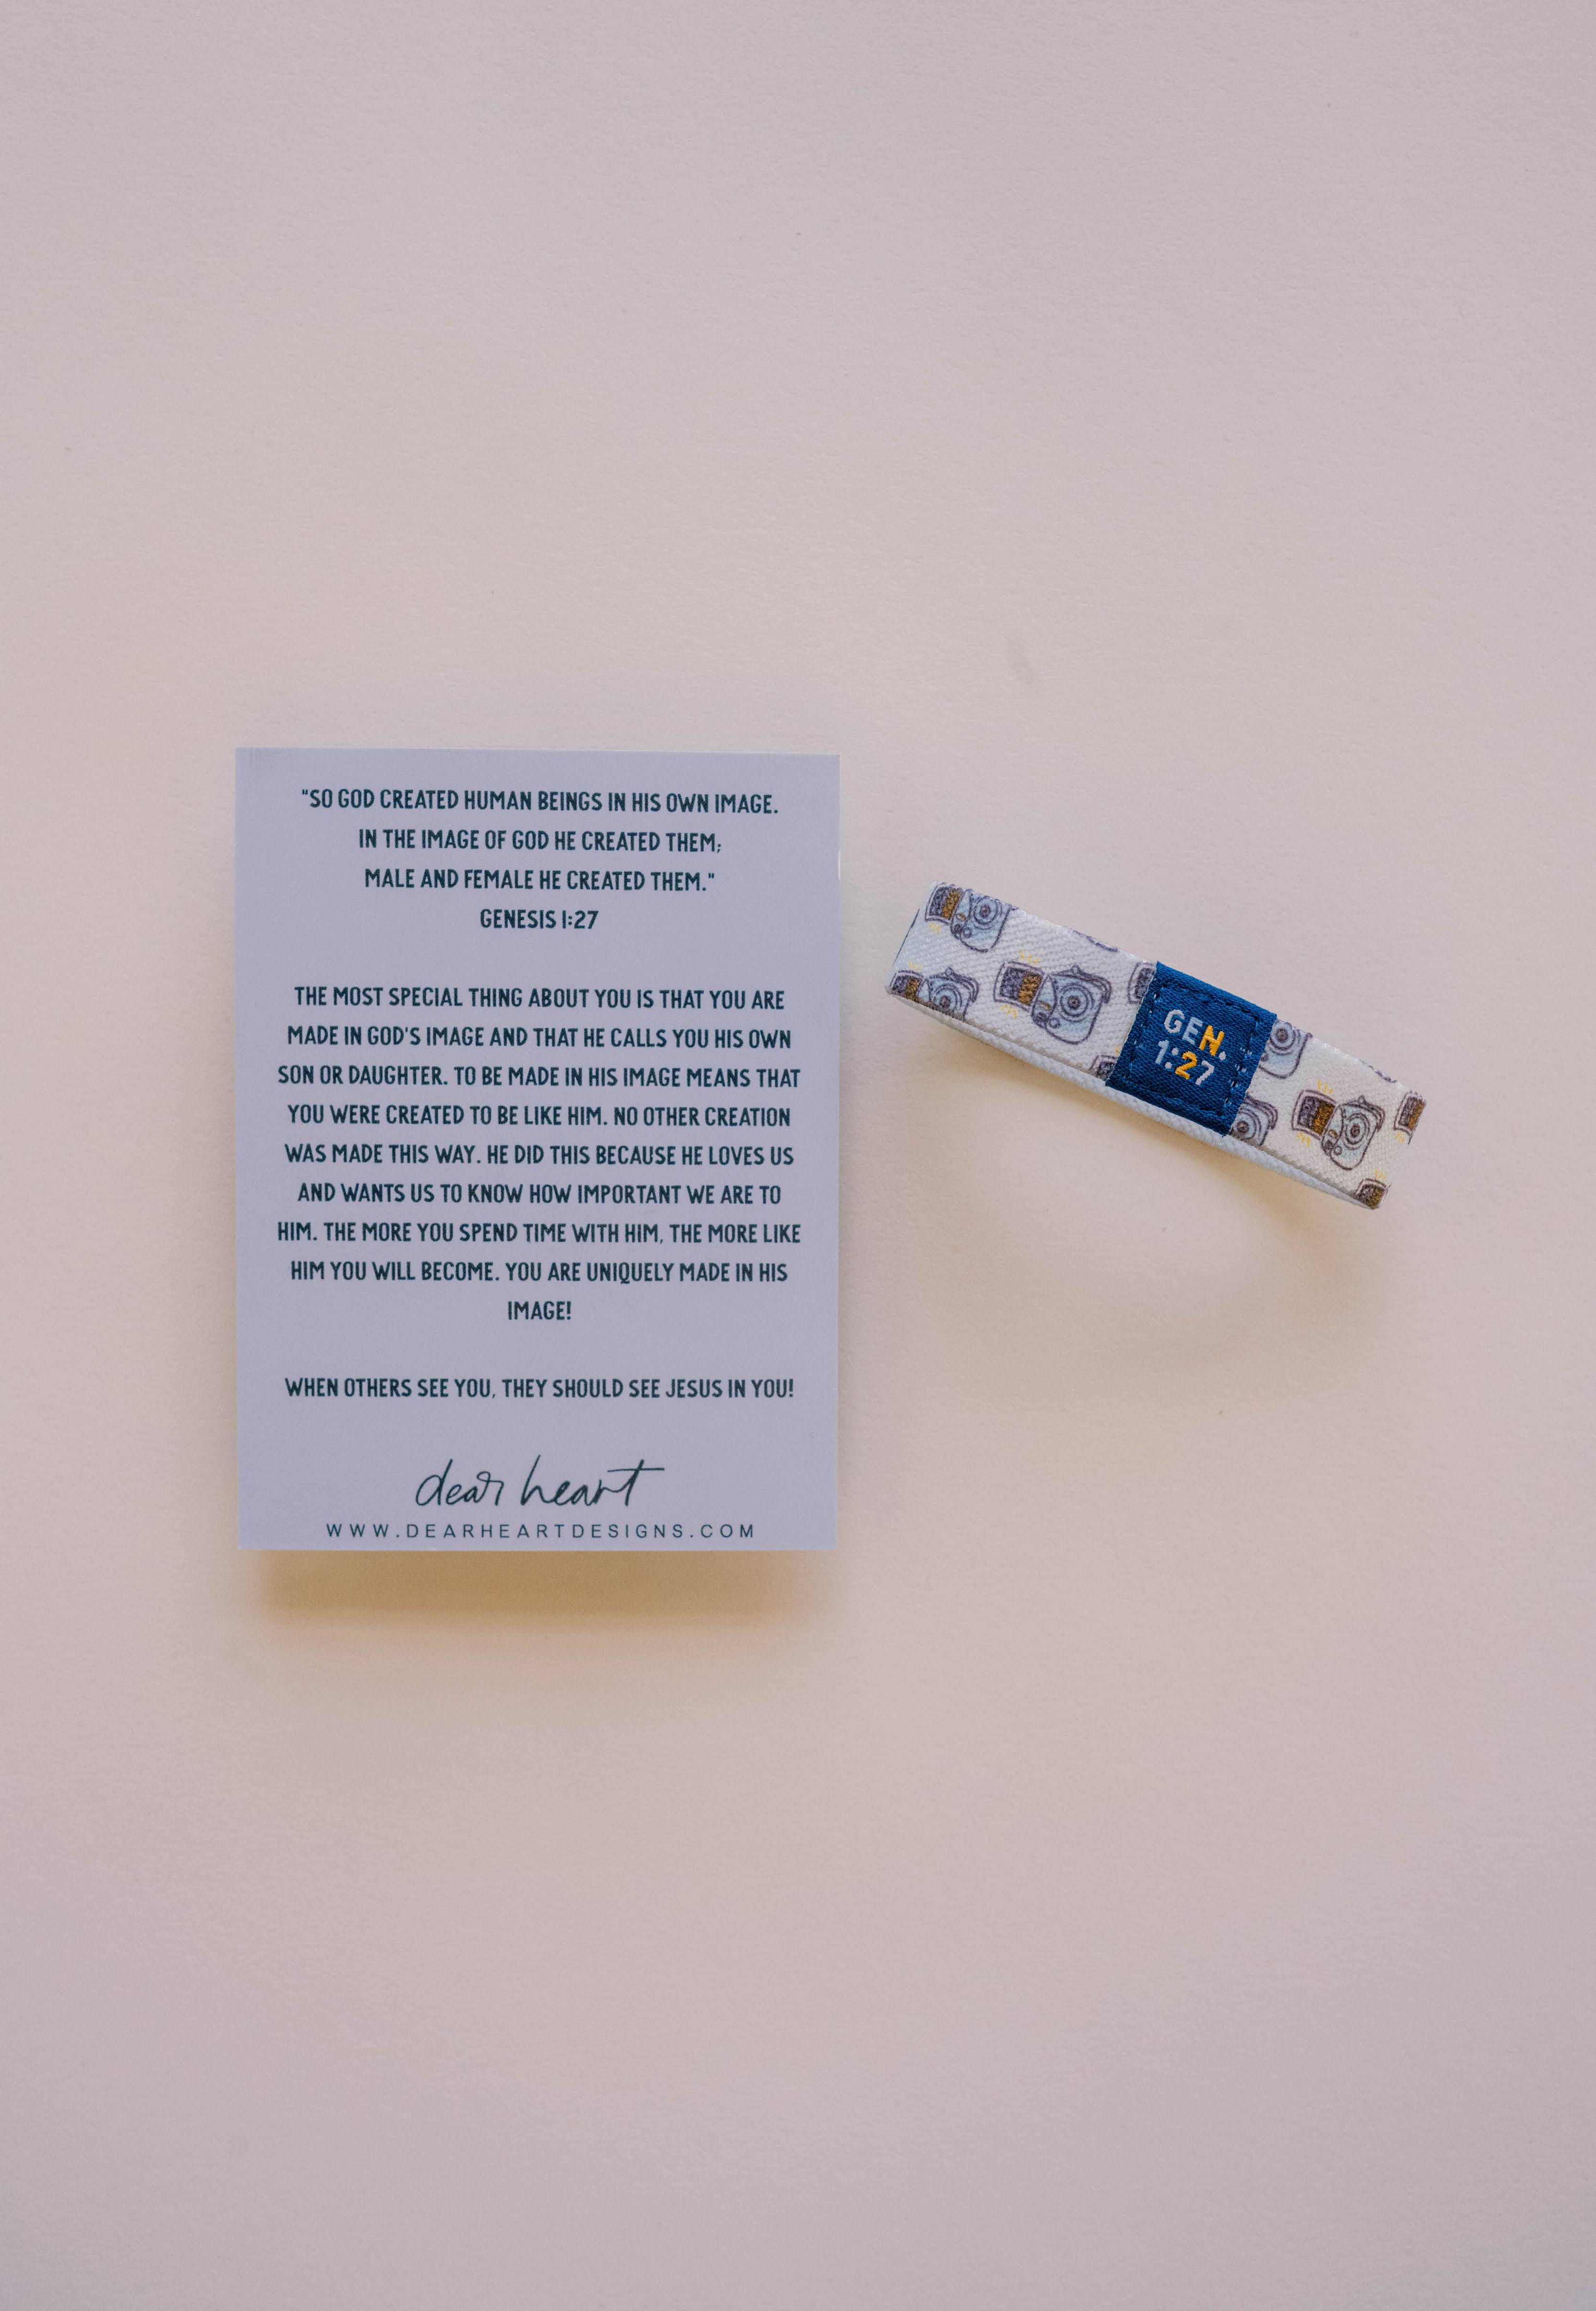 "SO GOD CREATED HUMAN BEINGS IN HIS OWN IMAGE.
IN THE IMAGE OF GOD HE CREATED THEM;
MALE AND FEMALE HE CREATED THEM."
GENESIS 1:27
THE MOST SPECIAL THING ABOUT YOU IS THAT YOU ARE
MADE IN GOD'S IMAGE AND THAT HE CALLS YOU HIS OWN
SON OR DAUGHTER. TO BE MADE IN HIS IMAGE MEANS THAT
YOU WERE CREATED TO BE LIKE HIM. NO OTHER CREATION
WAS MADE THIS WAY. HE DID THIS BECAUSE HE LOVES US
AND WANTS US TO KNOW HOW IMPORTANT WE ARE TO
HIM. THE MORE YOU SPEND TIME WITH HIM, THE MORE LIKE
HIM YOU WILL BECOME. YOU ARE UNIQUELY MADE IN HIS
IMAGE!
WHEN OTHERS SEE YOU, THEY SHOULD SEE JESUS IN YOU!
dear heart
WWW.DEARHEARTDESIGNS.COM
GEN.
1:27